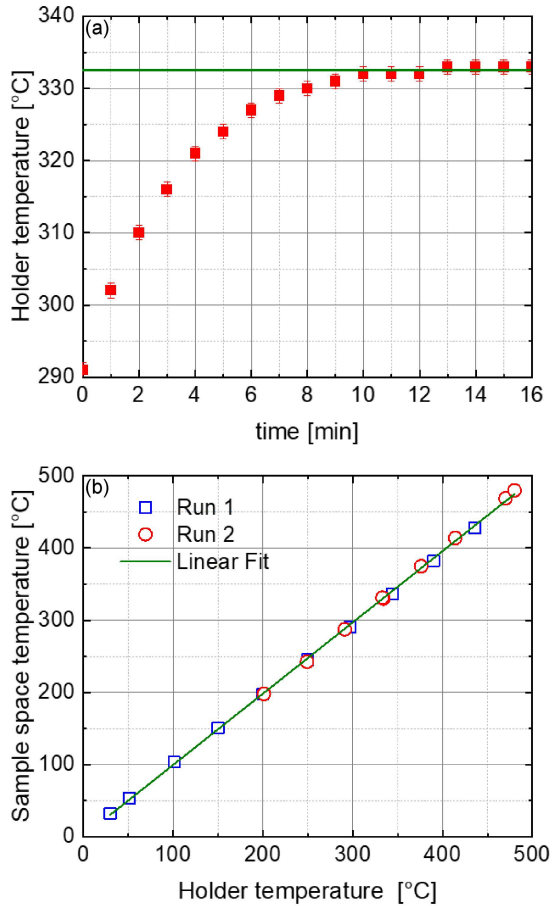 (a)
Holder temperature [°C]
340
330
320
310
300
290
0 2 4 6 8 10 12 14 16
time [min]
(b)
Run 1
Run 2
Linear Fit
Sample space temperature [°C]
500
400
300
200
100
0
0 100 200 300 400 500
Holder temperature [°C]